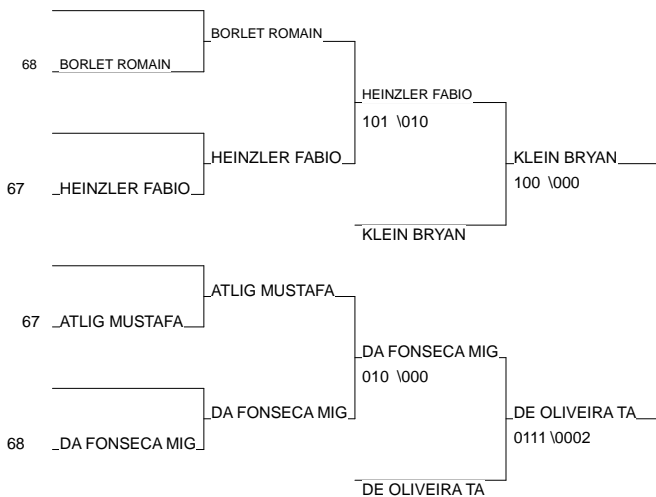 BORLET ROMAIN
68 BORLET ROMAIN
HEINZLER FABIO
101 \010
HEINZLER FABIO
KLEIN BRYAN
100 \000
67 HEINZLER FABIO
KLEIN BRYAN
ATLIG MUSTAFA
67 ATLIG MUSTAFA
DA FONSECA MIG
010 \000
DA FONSECA MIG
DE OLIVEIRA TA
0111 \0002
68 DA FONSECA MIG
DE OLIVEIRA TA